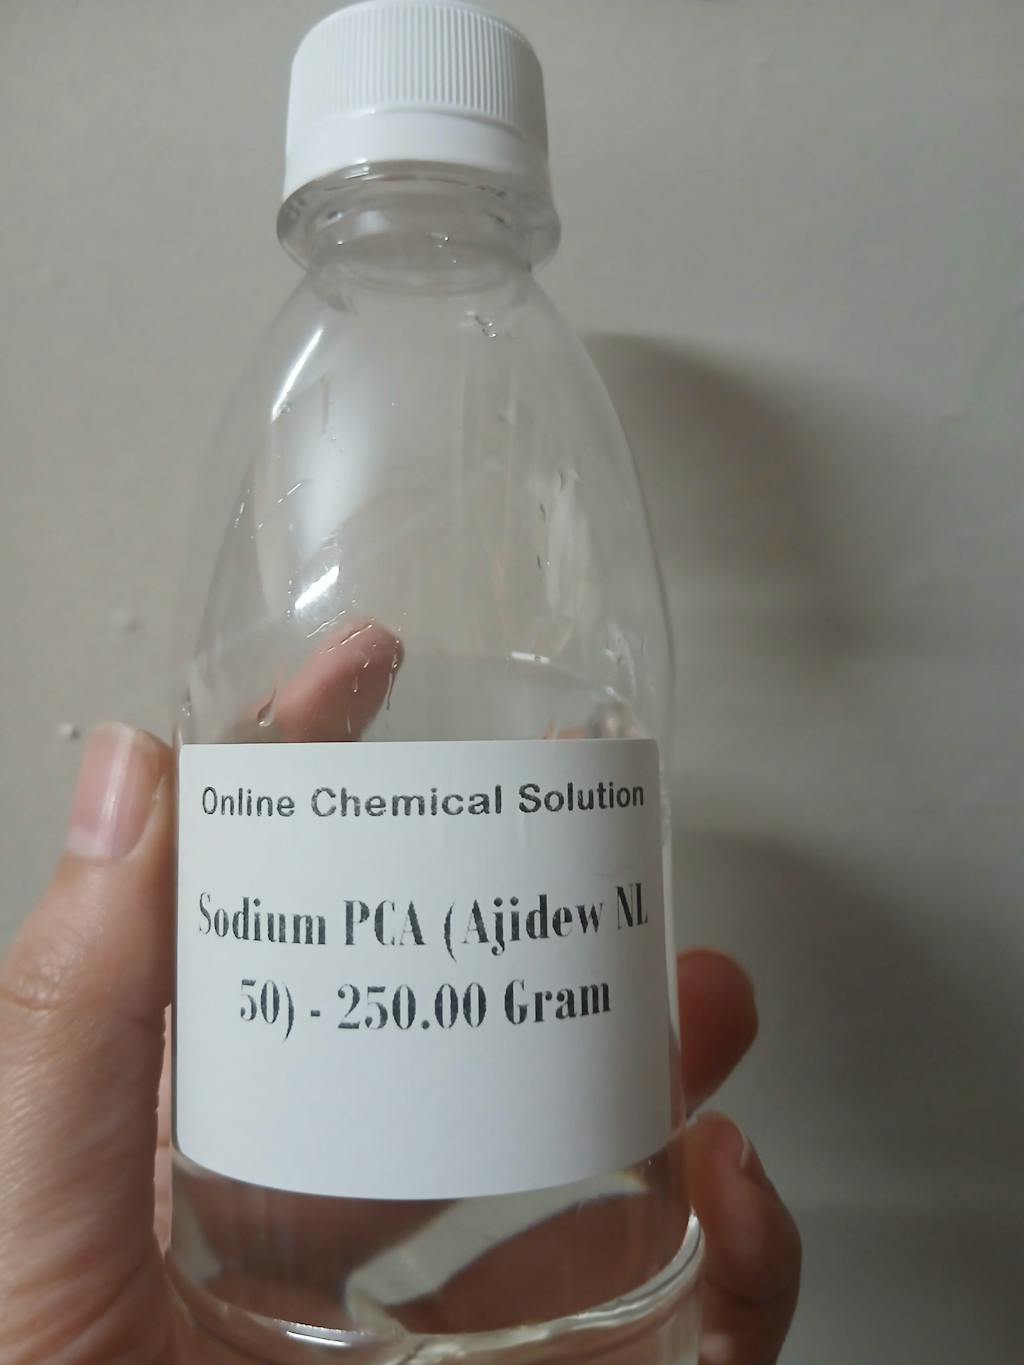 Online Chemical Solution
Sodium PCA (Ajidew NL
50) - 250.00 Gram